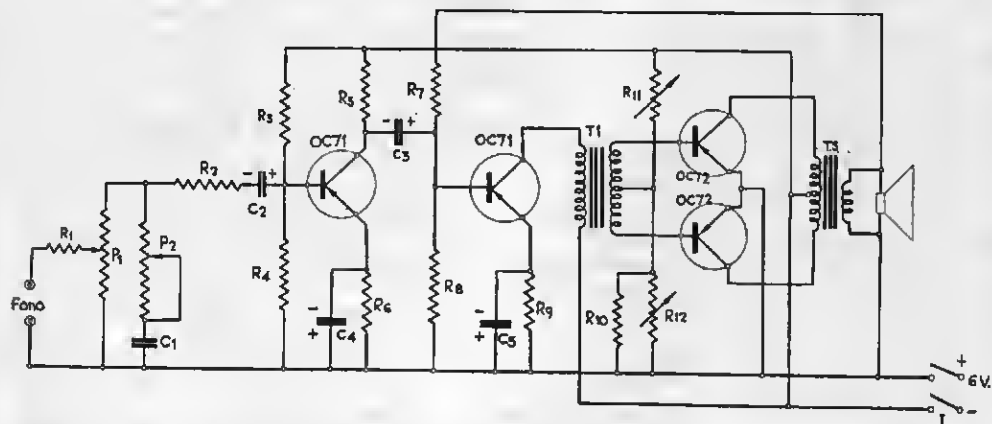 R5
R7
R11
R3
OC71
C3
OC71
T1
R2
C2
OC72
OC72
T2
R1
P1
P2
R4
R6
R8
R9
R10
R12
Fono
C1
C4
C5
+
6V.
I
-